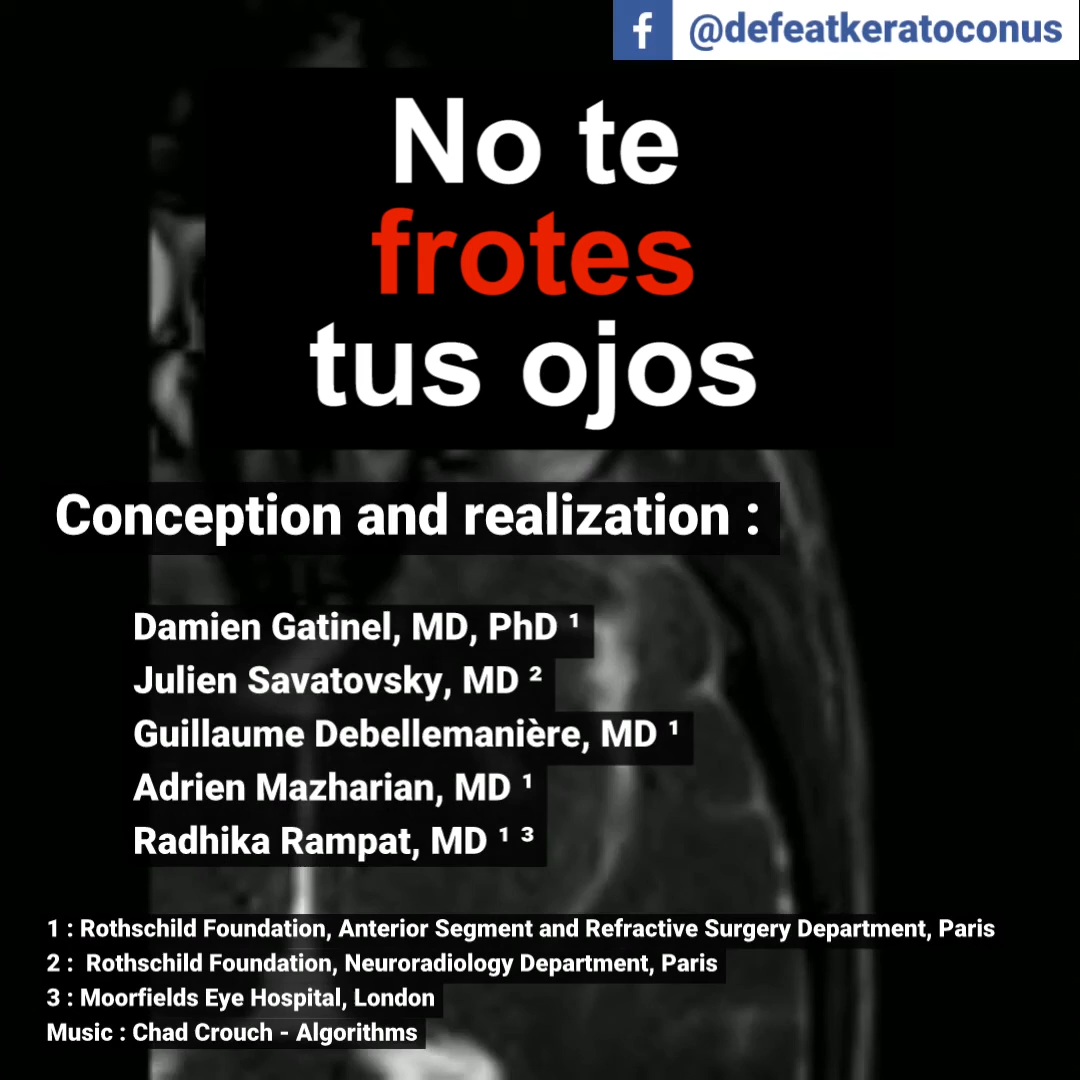 @defeatkeratoconus
No te
frotes
tus ojos
Conception and realization :
Damien Gatinel, MD, PhD ¹
Julien Savatovsky, MD ²
Guillaume Debellemanière, MD ¹
Adrien Mazharian, MD ¹
Radhika Rampat, MD ¹ ³
1 : Rothschild Foundation, Anterior Segment and Refractive Surgery Department, Paris
2 : Rothschild Foundation, Neuroradiology Department, Paris
3 : Moorfields Eye Hospital, London
Music : Chad Crouch - Algorithms